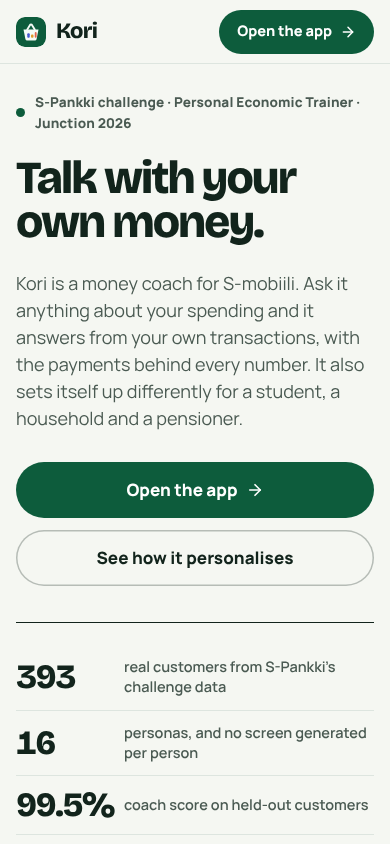 Kori
Open the app →
S-Pankki challenge · Personal Economic Trainer ·
Junction 2026
Talk with your
own money.
Kori is a money coach for S-mobiili. Ask it
anything about your spending and it
answers from your own transactions, with
the payments behind every number. It also
sets itself up differently for a student, a
household and a pensioner.
Open the app →
See how it personalises
393
real customers from S-Pankki's
challenge data
16
personas, and no screen generated
per person
99.5%
coach score on held-out customers